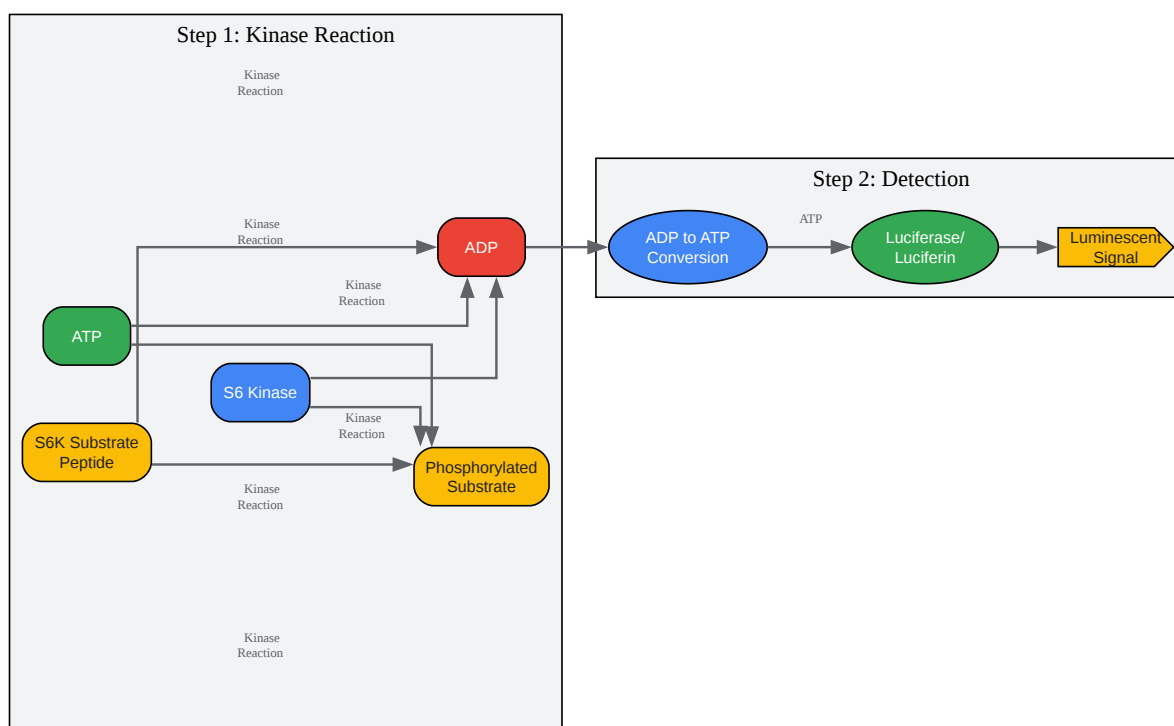 Step 1: Kinase Reaction
Kinase
Reaction
Kinase
Reaction
ADP
Kinase
Reaction
ATP
S6 Kinase
Kinase
Reaction
S6K Substrate
Peptide
Phosphorylated
Substrate
Kinase
Reaction
Kinase
Reaction
Step 2: Detection
ADP to ATP
Conversion
ATP
Luciferase/
Luciferin
Luminescent
Signal